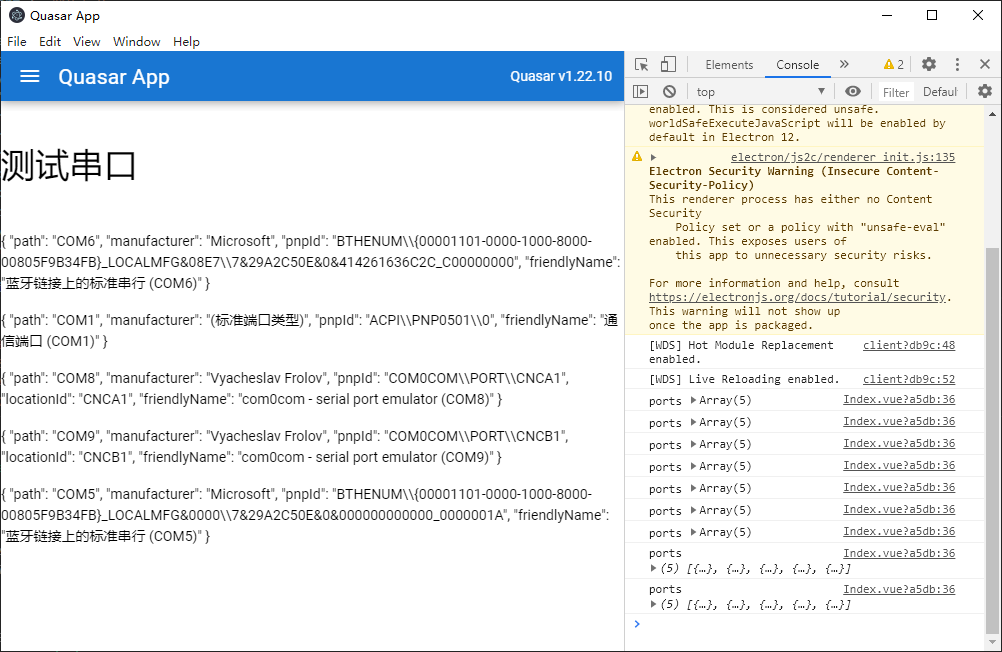 Quasar App
File Edit View Window Help
Quasar App
Quasar v1.22.10
测试串口
{ "path": "COM6", "manufacturer": "Microsoft", "pnpId": "BTHENUM\\{00001101-0000-1000-8000-
00805F9B34FB}_LOCALMFG&08E7\\7&29A2C50E&0&414261636C2C_C00000000", "friendlyName":
"蓝牙链接上的标准串行 (COM6)" }
{ "path": "COM1", "manufacturer": "(标准端口类型)", "pnpId": "ACPI\\PNP0501\\0", "friendlyName": "通
信端口 (COM1)" }
{ "path": "COM8", "manufacturer": "Vyacheslav Frolov", "pnpId": "COM0COM\\PORT\\CNCA1",
"locationId": "CNCA1", "friendlyName": "com0com - serial port emulator (COM8)" }
{ "path": "COM9", "manufacturer": "Vyacheslav Frolov", "pnpId": "COM0COM\\PORT\\CNCB1",
"locationId": "CNCB1", "friendlyName": "com0com - serial port emulator (COM9)" }
{ "path": "COM5", "manufacturer": "Microsoft", "pnpId": "BTHENUM\\{00001101-0000-1000-8000-
00805F9B34FB}_LOCALMFG&0000\\7&29A2C50E&0&000000000000_0000001A", "friendlyName":
"蓝牙链接上的标准串行 (COM5)" }
Elements Console » 2
top Filter Defaul
enabled. This is considered unsafe.
worldSafeExecuteJavaScript will be enabled by
default in Electron 12.
electron/js2c/renderer_init.js:135
Electron Security Warning (Insecure Content-
Security-Policy)
This renderer process has either no Content
Security
Policy set or a policy with "unsafe-eval"
enabled. This exposes users of
this app to unnecessary security risks.
For more information and help, consult
https://electronjs.org/docs/tutorial/security.
This warning will not show up
once the app is packaged.
[WDS] Hot Module Replacement client?db9c:48
enabled.
[WDS] Live Reloading enabled. client?db9c:52
ports Array(5) Index.vue?a5db:36
ports Array(5) Index.vue?a5db:36
ports Array(5) Index.vue?a5db:36
ports Array(5) Index.vue?a5db:36
ports Array(5) Index.vue?a5db:36
ports Array(5) Index.vue?a5db:36
ports Array(5) Index.vue?a5db:36
ports Index.vue?a5db:36
(5) [{…}, {…}, {…}, {…}, {…}]
ports Index.vue?a5db:36
(5) [{…}, {…}, {…}, {…}, {…}]